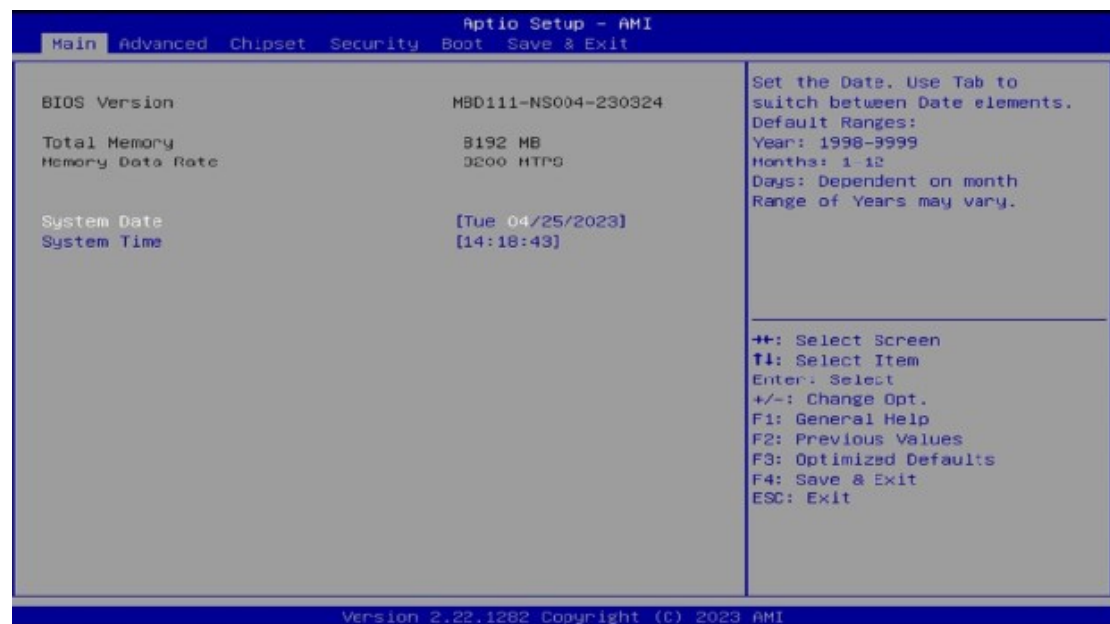 Aptio Setup - AMI
Main Advanced Chipset Security Boot Save & Exit
BIOS Version MBD111-NS004-230324
Total Memory 8192 MB
Memory Data Rate 3200 MTPS
System Date [Tue 04/25/2023]
System Time [14:18:43]
Set the Date. Use Tab to
switch between Date elements.
Default Ranges:
Year: 1998-9999
Months: 1-12
Days: Dependent on month
Range of Years may vary.
→←: Select Screen
↑↓: Select Item
Enter: Select
+/-: Change Opt.
F1: General Help
F2: Previous Values
F3: Optimized Defaults
F4: Save & Exit
ESC: Exit
Version 2.22.1282 Copyright (C) 2023 AMI